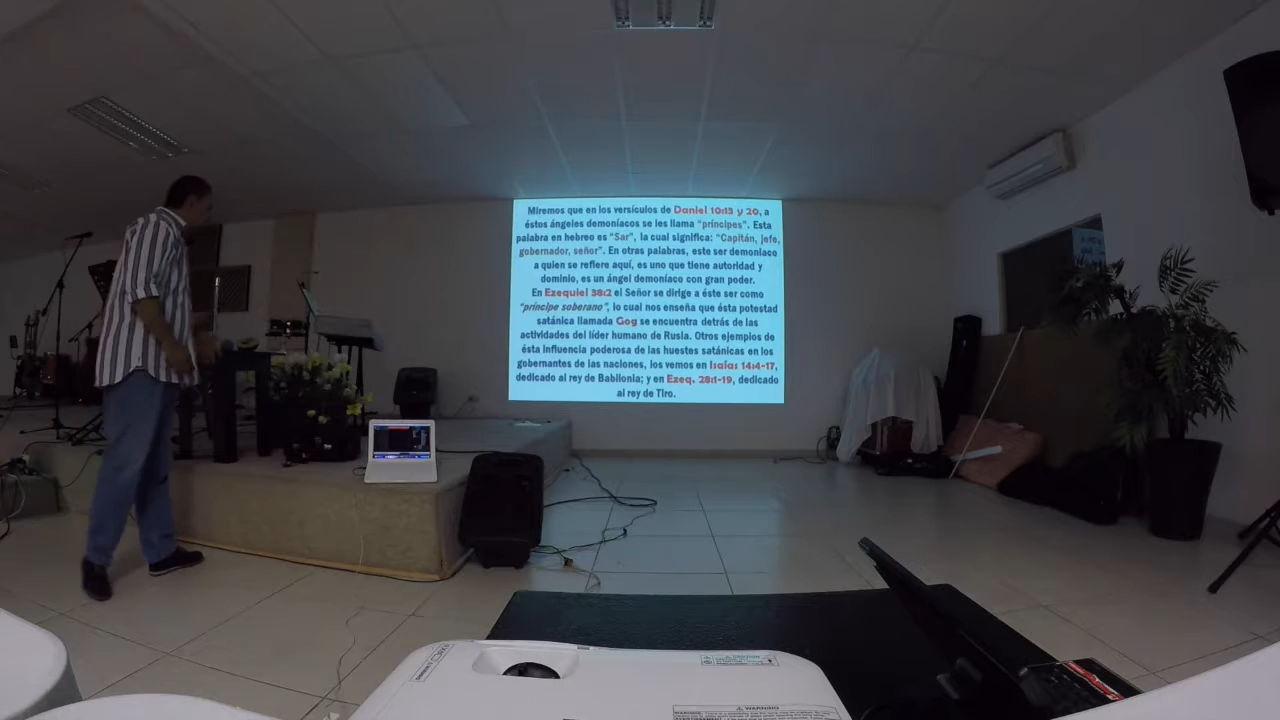 Miremos que en los versículos de Daniel 10:13 y 20, a
éstos ángeles demoníacos se les llama "príncipes". Esta
palabra en hebreo es "Sar", la cual significa: "Capitán, jefe,
gobernador, señor". En otras palabras, este ser demoníaco
a quien se refiere aquí, es uno que tiene autoridad y
dominio, es un ángel demoníaco con gran poder.
En Ezequiel 38:2 el Señor se dirige a éste ser como
"príncipe soberano", lo cual nos enseña que ésta potestad
satánica llamada Gog se encuentra detrás de las
actividades del líder humano de Rusia. Otros ejemplos de
ésta influencia poderosa de las huestes satánicas en los
gobernantes de las naciones, los vemos en Isaías 14:4-17,
dedicado al rey de Babilonia; y en Ezeq. 28:1-19, dedicado
al rey de Tiro.
CAUTION
WARNING